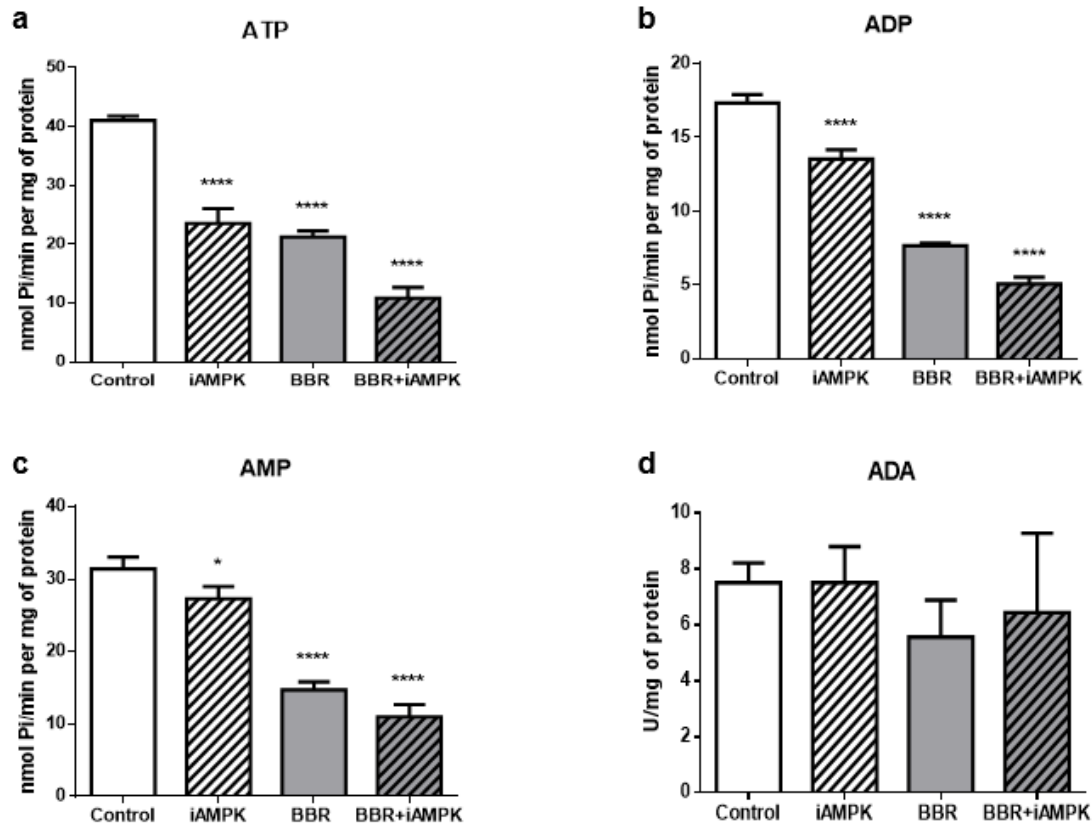 a
ATP
nmol Pi/min per mg of protein
50
40
30
20
10
0
****
****
****
Control iAMPK BBR BBR+iAMPK
b
ADP
nmol Pi/min per mg of protein
20
15
10
5
0
****
****
****
Control iAMPK BBR BBR+iAMPK
c
AMP
nmol Pi/min per mg of protein
40
30
20
10
0
*
****
****
Control iAMPK BBR BBR+iAMPK
d
ADA
U/mg of protein
10
8
6
4
2
0
Control iAMPK BBR BBR+iAMPK